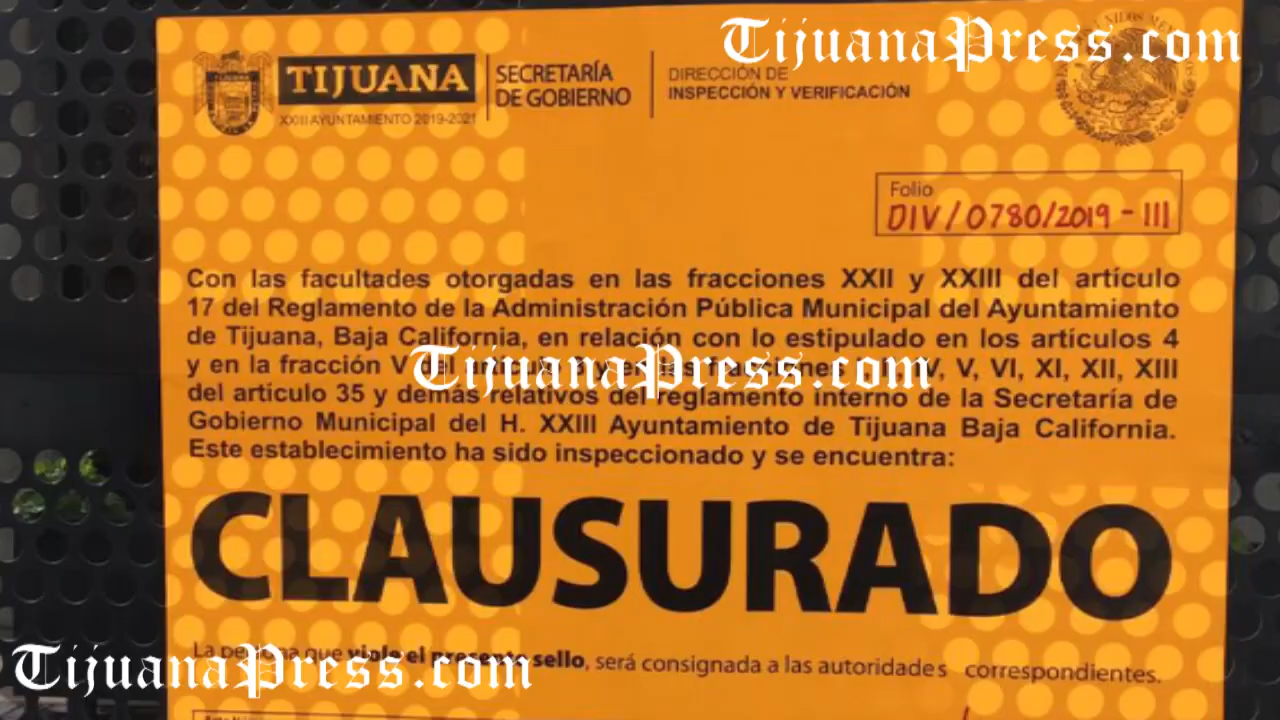 TijuanaPress.com
TIJUANA
XXIII AYUNTAMIENTO 2019-2021
SECRETARÍA
DE GOBIERNO
DIRECCIÓN DE
INSPECCIÓN Y VERIFICACIÓN
Folio
DIV/0780/2019-III
Con las facultades otorgadas en las fracciones XXII y XXIII del artículo
17 del Reglamento de la Administración Pública Municipal del Ayuntamiento
de Tijuana, Baja California, en relación con lo estipulado en los artículos 4
y en la fracción V del fracciones V, VI, XI, XII, XIII
TijuanaPress.com
del artículo 35 y demás relativos del reglamento interno de la Secretaría de
Gobierno Municipal del H. XXIII Ayuntamiento de Tijuana Baja California.
Este establecimiento ha sido inspeccionado y se encuentra:
CLAUSURADO
La persona que viole el presente sello, será consignada a las autoridades correspondientes.
TijuanaPress.com